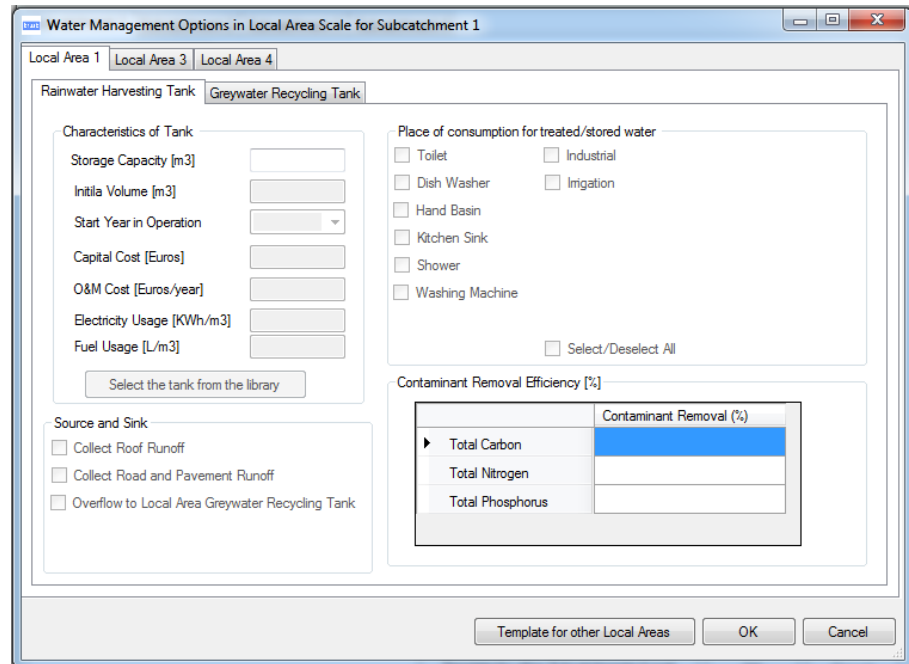 Water Management Options in Local Area Scale for Subcatchment 1
Local Area 1 Local Area 3 Local Area 4
Rainwater Harvesting Tank Greywater Recycling Tank
Characteristics of Tank
Storage Capacity [m3]
Initila Volume [m3]
Start Year in Operation
Capital Cost [Euros]
O&M Cost [Euros/year]
Electricity Usage [KWh/m3]
Fuel Usage [L/m3]
Select the tank from the library
Source and Sink
Collect Roof Runoff
Collect Road and Pavement Runoff
Overflow to Local Area Greywater Recycling Tank
Place of consumption for treated/stored water
Toilet Industrial
Dish Washer Irrigation
Hand Basin
Kitchen Sink
Shower
Washing Machine
Select/Deselect All
Contaminant Removal Efficiency [%]
Contaminant Removal (%)
Total Carbon
Total Nitrogen
Total Phosphorus
Template for other Local Areas OK Cancel